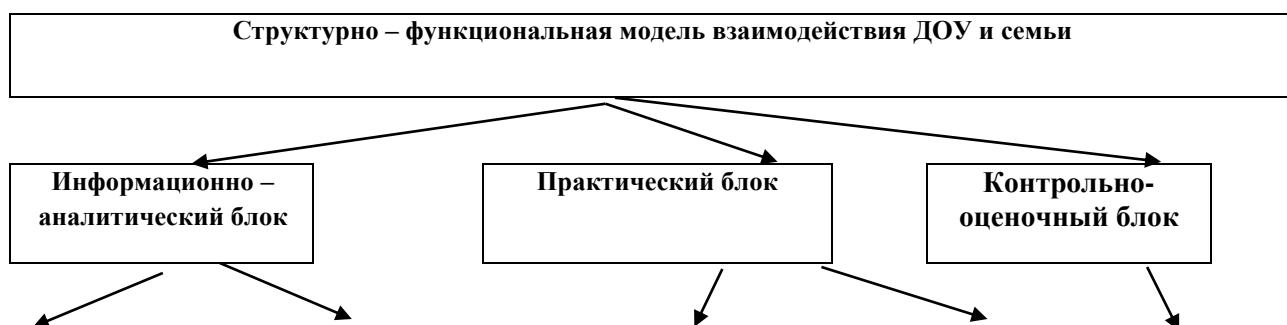 Структурно – функциональная модель взаимодействия ДОУ и семьи
Информационно –
аналитический блок
Практический блок
Контрольно-
оценочный блок